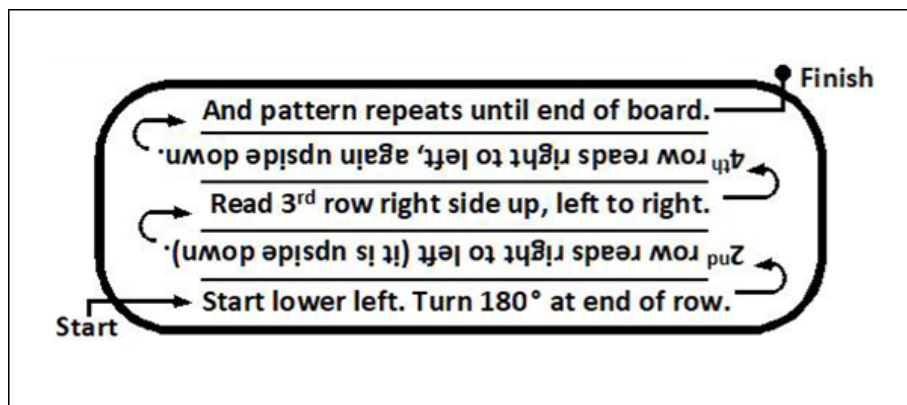 Start
Start lower left. Turn 180° at end of row.
2nd row reads right to left (it is upside down).
Read 3rd row right side up, left to right.
4th row reads right to left, again upside down.
And pattern repeats until end of board.
Finish